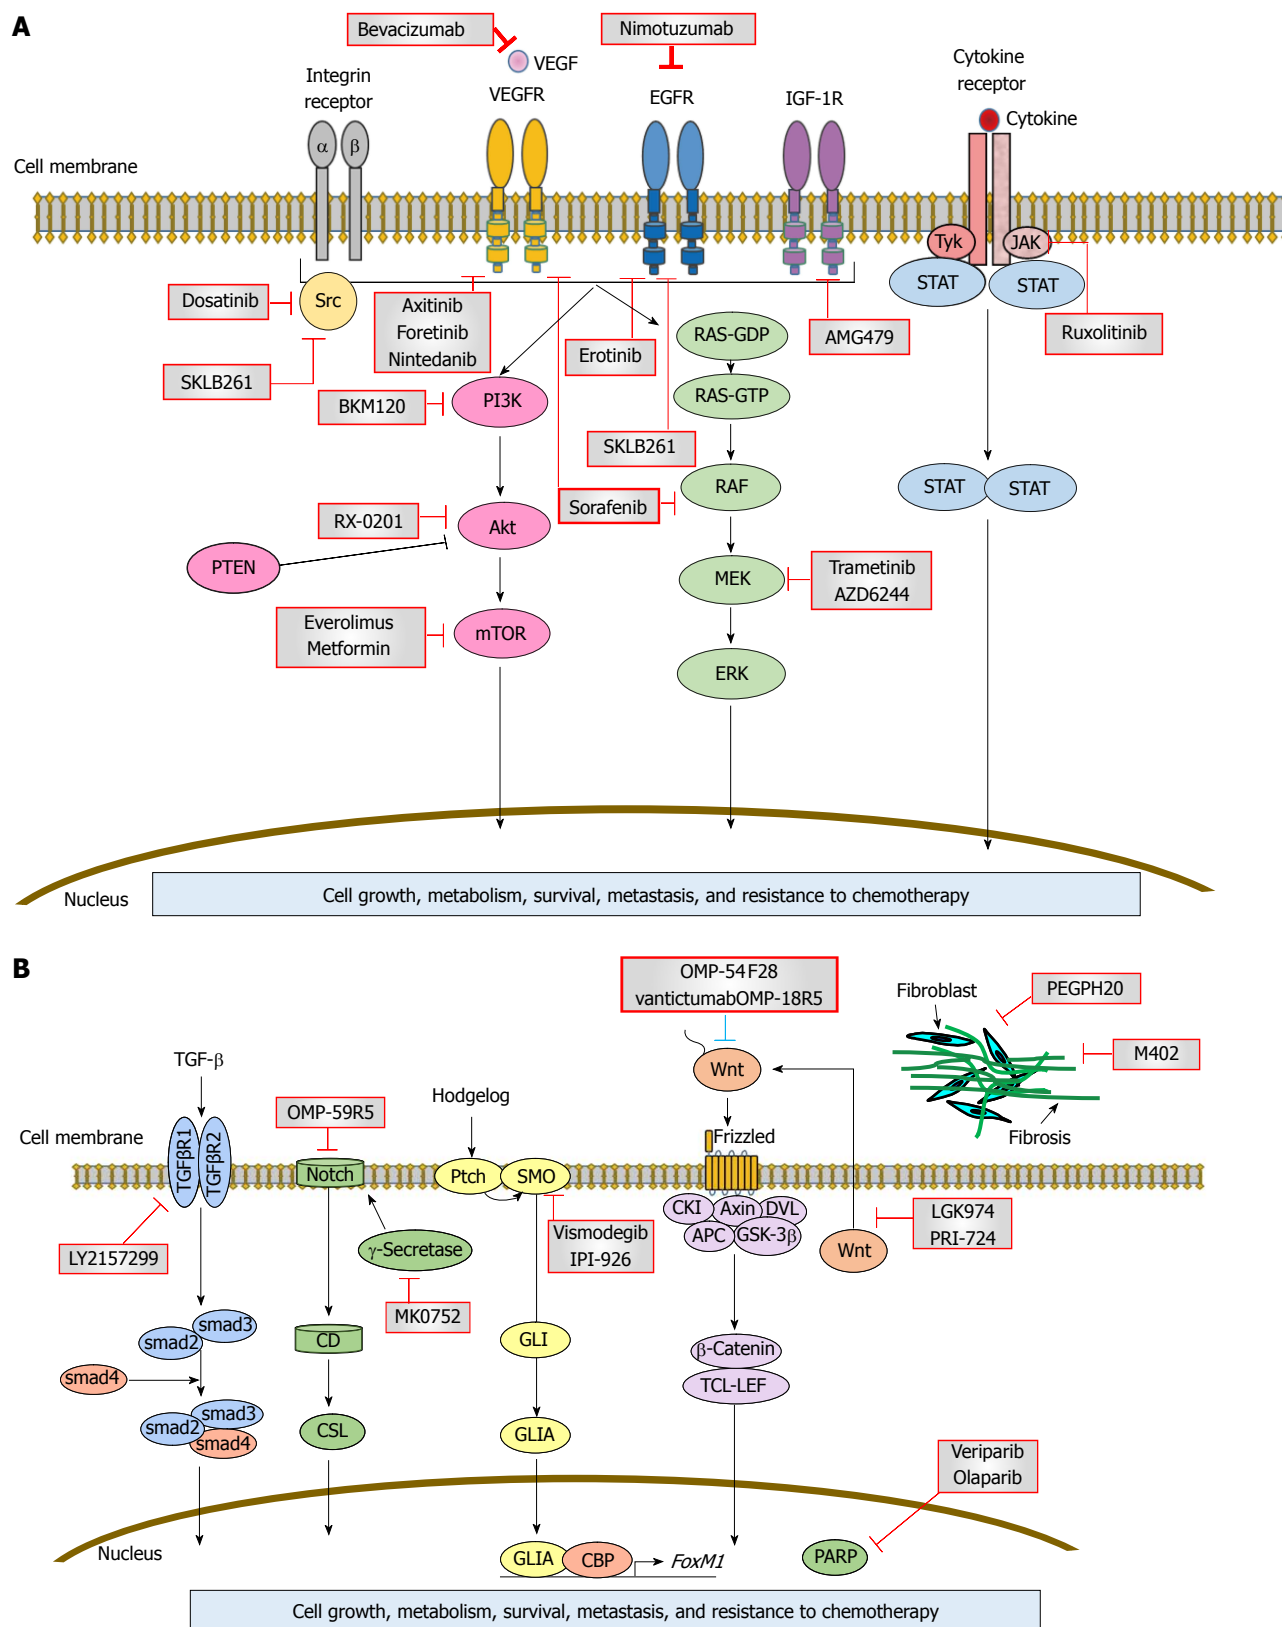 A
Bevacizumab
Nimotuzumab
VEGF
Integrin
receptor
VEGFR
EGFR
IGF-1R
Cytokine
receptor
Cytokine
α
β
Cell membrane
Tyk
JAK
STAT
STAT
Dosatinib
Src
Axitinib
Foretinib
Nintedanib
Erotinib
RAS-GDP
AMG479
Ruxolitinib
SKLB261
BKM120
PI3K
RAS-GTP
SKLB261
RAF
STAT
STAT
Sorafenib
RX-0201
Akt
PTEN
MEK
Trametinib
AZD6244
Everolimus
Metformin
mTOR
ERK
Nucleus
Cell growth, metabolism, survival, metastasis, and resistance to chemotherapy
B
OMP-54F28
vantictumabOMP-18R5
Fibroblast
PEGPH20
M402
TGF-β
Wnt
OMP-59R5
Hodgelog
Cell membrane
TGFβR1
TGFβR2
Frizzled
Fibrosis
Notch
Ptch
SMO
CKI
Axin
DVL
APC
GSK-3β
LY2157299
γ-Secretase
Vismodegib
IPI-926
Wnt
LGK974
PRI-724
MK0752
smad3
smad2
CD
GLI
β-Catenin
TCL-LEF
smad4
smad3
smad2
smad4
CSL
GLIA
Veriparib
Olaparib
Nucleus
GLIA
CBP
FoxM1
PARP
Cell growth, metabolism, survival, metastasis, and resistance to chemotherapy